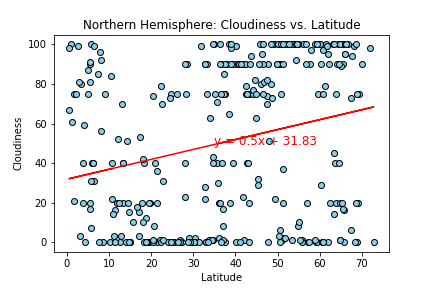 Northern Hemisphere: Cloudiness vs. Latitude
100
80
60
40
20
0
Cloudiness
y = 0.5x + 31.83
0 10 20 30 40 50 60 70
Latitude